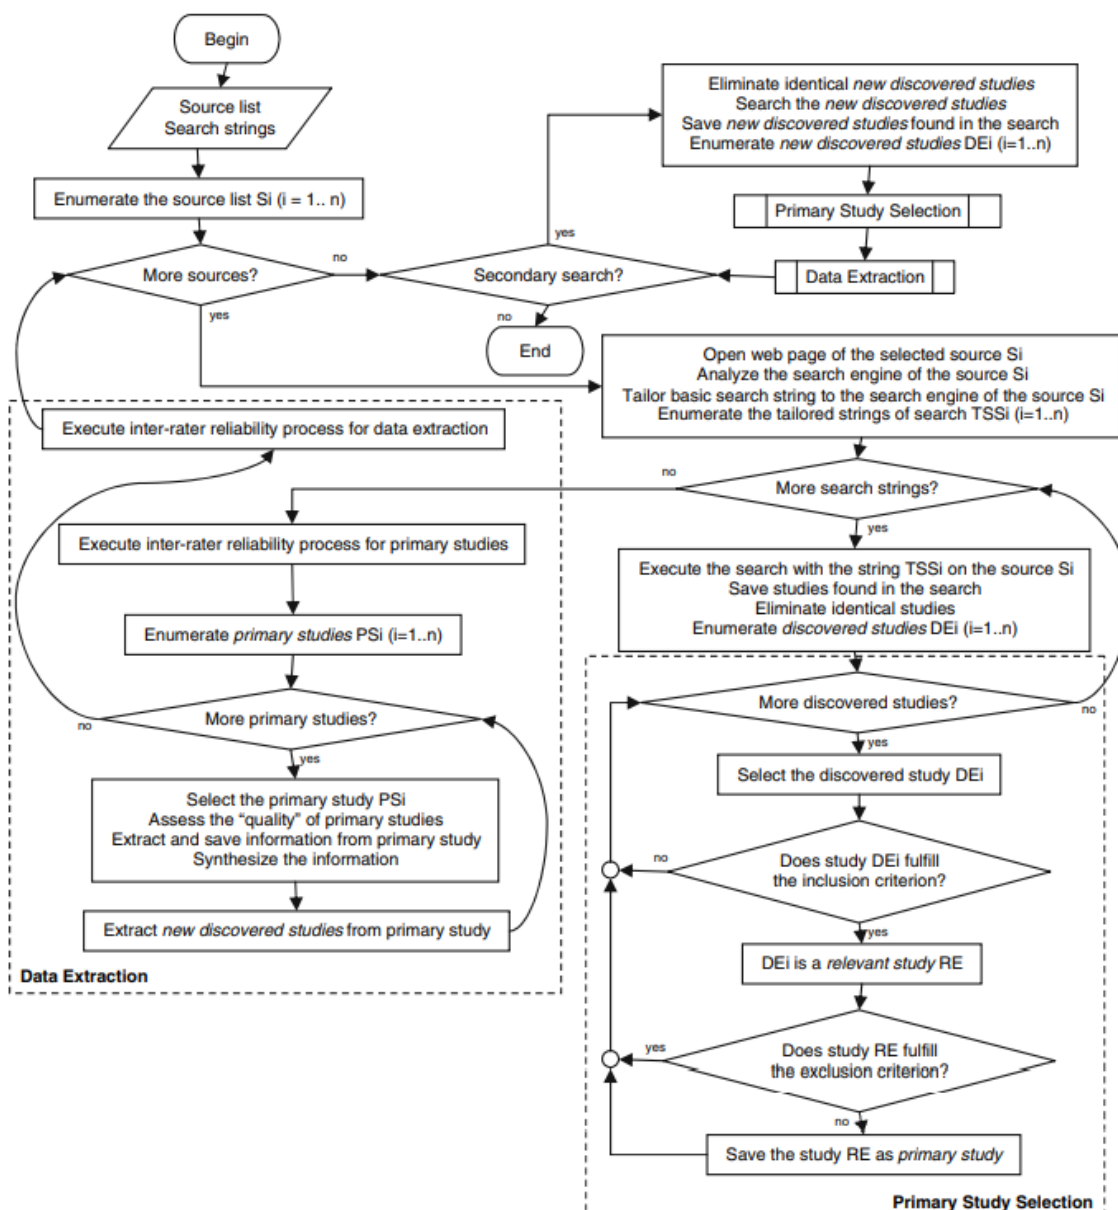 Begin
Source list
Search strings
Enumerate the source list Si (i = 1.. n)
More sources?
no
yes
Secondary search?
yes
no
End
Eliminate identical new discovered studies
Search the new discovered studies
Save new discovered studies found in the search
Enumerate new discovered studies DEi (i=1..n)
Primary Study Selection
Data Extraction
Open web page of the selected source Si
Analyze the search engine of the source Si
Tailor basic search string to the search engine of the source Si
Enumerate the tailored strings of search TSSi (i=1..n)
More search strings?
no
yes
Execute the search with the string TSSi on the source Si
Save studies found in the search
Eliminate identical studies
Enumerate discovered studies DEi (i=1..n)
More discovered studies?
no
yes
Select the discovered study DEi
Does study DEi fulfill
the inclusion criterion?
no
yes
DEi is a relevant study RE
Does study RE fulfill
the exclusion criterion?
yes
no
Save the study RE as primary study
Primary Study Selection
Execute inter-rater reliability process for data extraction
Execute inter-rater reliability process for primary studies
Enumerate primary studies PSi (i=1..n)
More primary studies?
no
yes
Select the primary study PSi
Assess the “quality” of primary studies
Extract and save information from primary study
Synthesize the information
Extract new discovered studies from primary study
Data Extraction